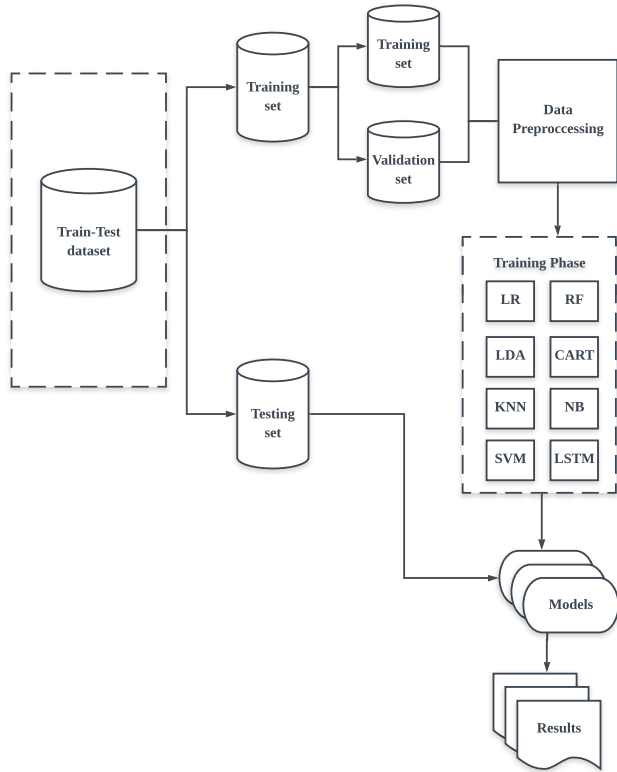 Training
set
Training
set
Validation
set
Data
Preproccessing
Train-Test
dataset
Training Phase
LR
RF
LDA
CART
KNN
NB
SVM
LSTM
Testing
set
Models
Results